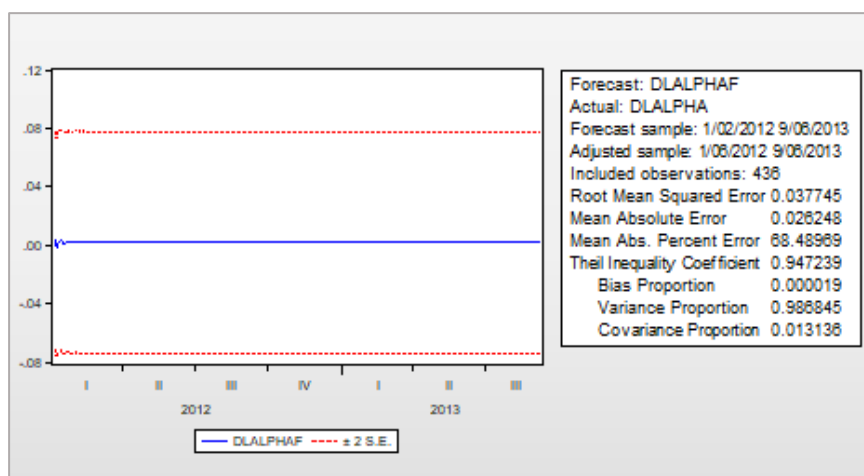 .12
.08
.04
.00
-.04
-.08
I II III IV I II III
2012 2013
DLALPHAF ± 2 S.E.
Forecast: DLALPHAF
Actual: DLALPHA
Forecast sample: 1/02/2012 9/06/2013
Adjusted sample: 1/06/2012 9/06/2013
Included observations: 436
Root Mean Squared Error 0.037745
Mean Absolute Error 0.026248
Mean Abs. Percent Error 68.48969
Theil Inequality Coefficient 0.947239
Bias Proportion 0.000019
Variance Proportion 0.986845
Covariance Proportion 0.013136